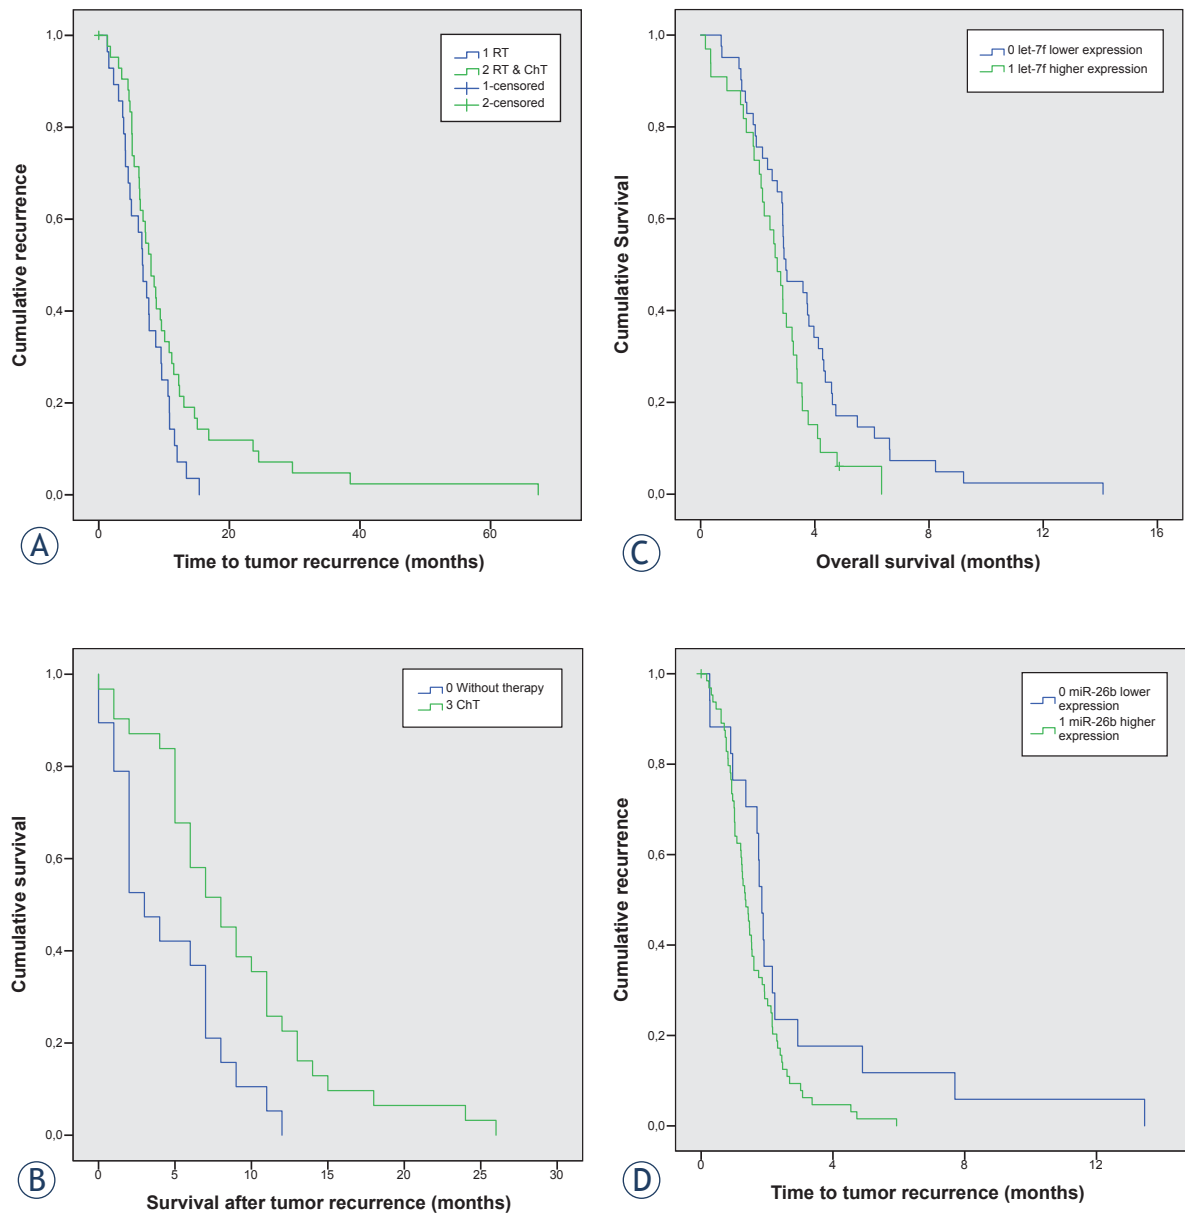 1,0
0,8
0,6
0,4
0,2
0,0
Cumulative recurrence
1 RT
2 RT & ChT
1-censored
2-censored
0
20
40
60
Time to tumor recurrence (months)
A
1,0
0,8
0,6
0,4
0,2
0,0
Cumulative Survival
0 let-7f lower expression
1 let-7f higher expression
0
4
8
12
16
Overall survival (months)
C
1,0
0,8
0,6
0,4
0,2
0,0
Cumulative survival
0 Without therapy
3 ChT
0
5
10
15
20
25
30
Survival after tumor recurrence (months)
B
1,0
0,8
0,6
0,4
0,2
0,0
Cumulative recurrence
0 miR-26b lower
expression
1 miR-26b higher
expression
0
4
8
12
Time to tumor recurrence (months)
D